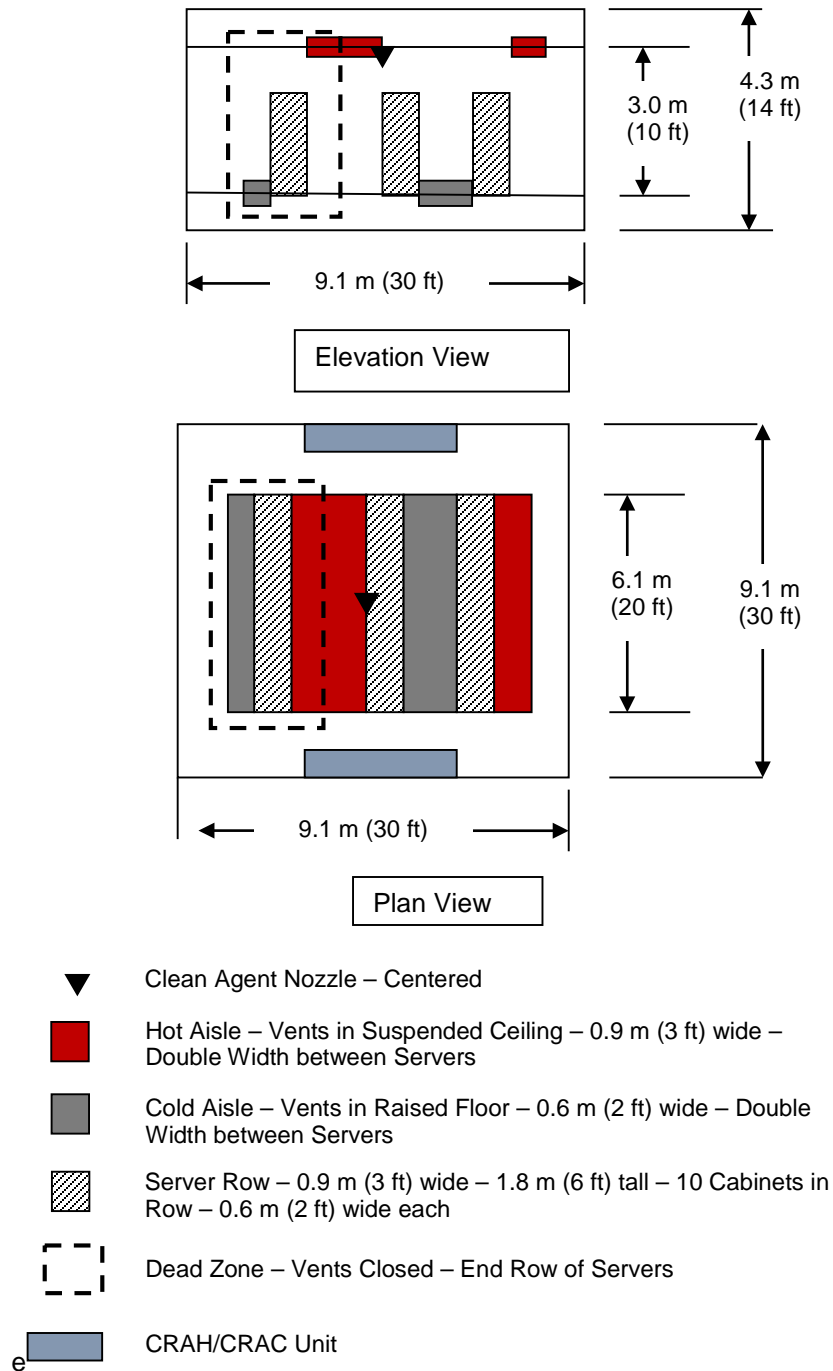 4.3 m
(14 ft)
3.0 m
(10 ft)
9.1 m (30 ft)
Elevation View
6.1 m
(20 ft)
9.1 m
(30 ft)
9.1 m (30 ft)
Plan View
Clean Agent Nozzle – Centered
Hot Aisle – Vents in Suspended Ceiling – 0.9 m (3 ft) wide –
Double Width between Servers
Cold Aisle – Vents in Raised Floor – 0.6 m (2 ft) wide – Double
Width between Servers
Server Row – 0.9 m (3 ft) wide – 1.8 m (6 ft) tall – 10 Cabinets in
Row – 0.6 m (2 ft) wide each
Dead Zone – Vents Closed – End Row of Servers
CRAH/CRAC Unit
e